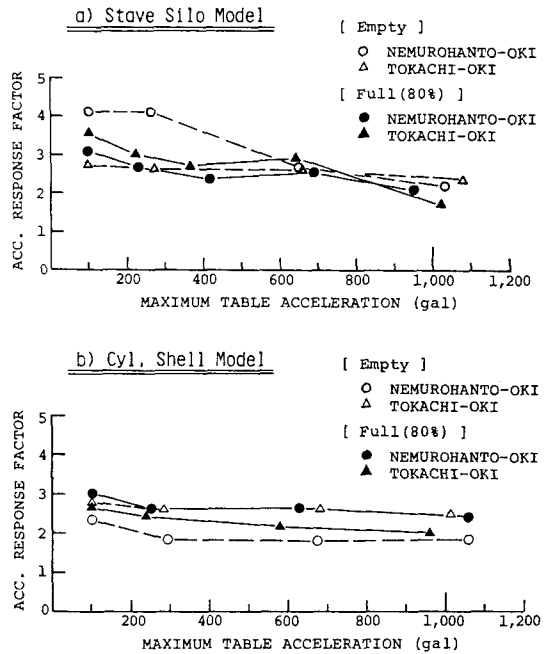 a) Stave Silo Model
[ Empty ]
○ NEMUROHANTO-OKI
△ TOKACHI-OKI
[ Full(80%) ]
● NEMUROHANTO-OKI
▲ TOKACHI-OKI
ACC. RESPONSE FACTOR
5
4
3
2
1
0
200 400 600 800 1,000 1,200
MAXIMUM TABLE ACCELERATION (gal)
b) Cyl. Shell Model
[ Empty ]
○ NEMUROHANTO-OKI
△ TOKACHI-OKI
[ Full(80%) ]
● NEMUROHANTO-OKI
▲ TOKACHI-OKI
ACC. RESPONSE FACTOR
5
4
3
2
1
0
200 400 600 800 1,000 1,200
MAXIMUM TABLE ACCELERATION (gal)